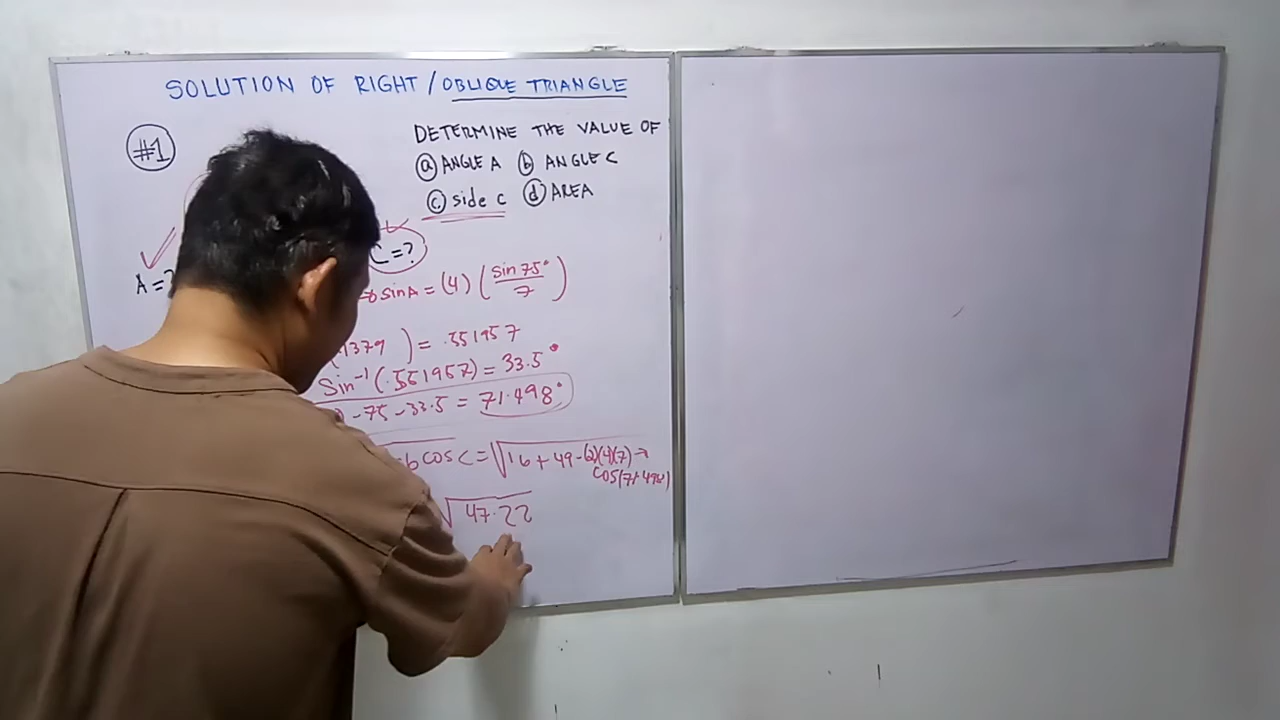 SOLUTION OF RIGHT / OBLIQUE TRIANGLE
#1
DETERMINE THE VALUE OF
ⓐ ANGLE A ⓑ ANGLE C
ⓒ side c ⓓ AREA
C = ?
A = ?
sin A = (4) (sin 75° / 7)
1379 ) = .551957
Sin⁻¹ (.551957) = 33.5°
- 75 - 33.5 = 71.498°
b cos C = √16 + 49 - (2)(4)(7) →
cos(71.498)
√47.22